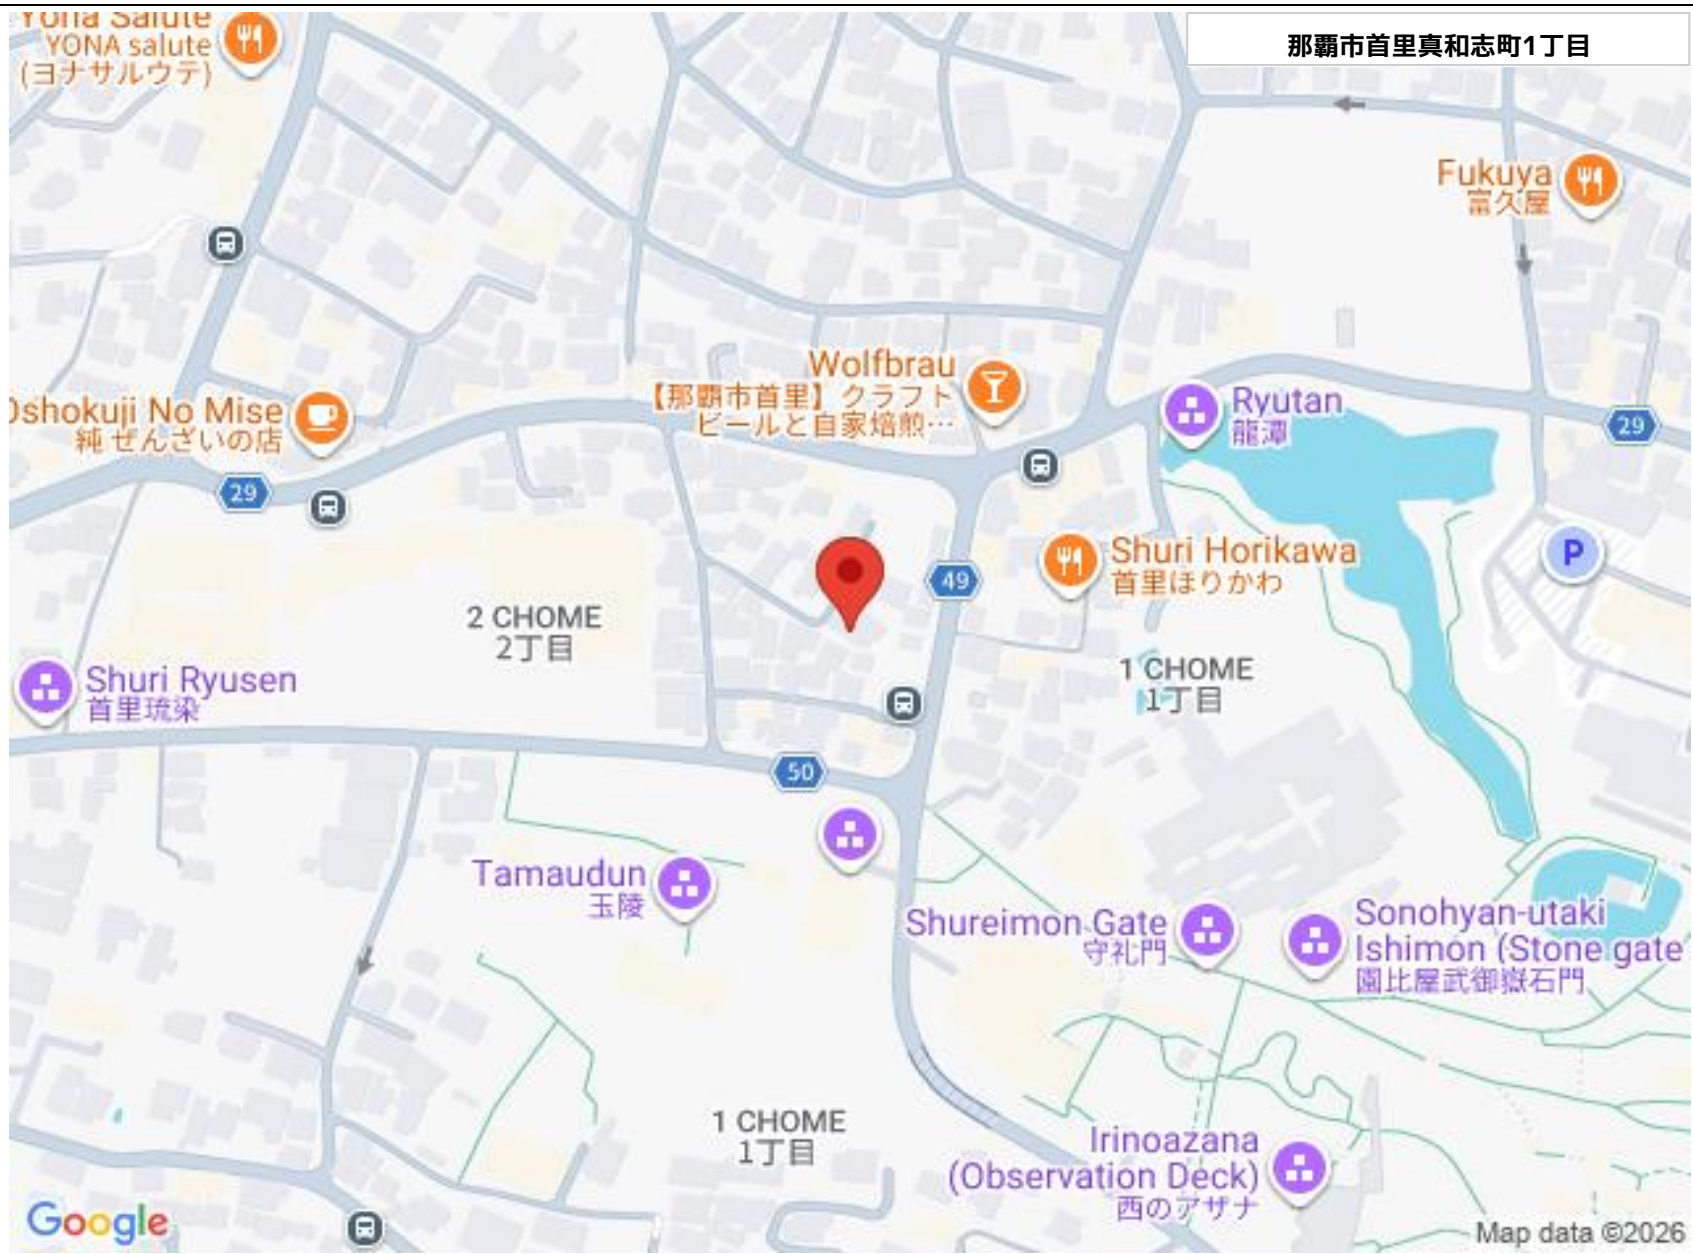 那覇市首里真和志町1丁目
Yona Salute
YONA salute
(ヨナサルウテ)
Fukuya
富久屋
Wolfbrau
【那覇市首里】クラフト
ビールと自家焙煎…
Ryutan
龍潭
29
Oshokuji No Mise
純 ぜんざいの店
29
Shuri Horikawa
首里ほりかわ
P
49
2 CHOME
2丁目
1 CHOME
1丁目
Shuri Ryusen
首里琉染
50
Tamaudun
玉陵
Shureimon Gate
守礼門
Sonohyan-utaki
Ishimon (Stone gate
園比屋武御嶽石門
1 CHOME
1丁目
Irinoazana
(Observation Deck)
西のアザナ
Google
Map data ©2026